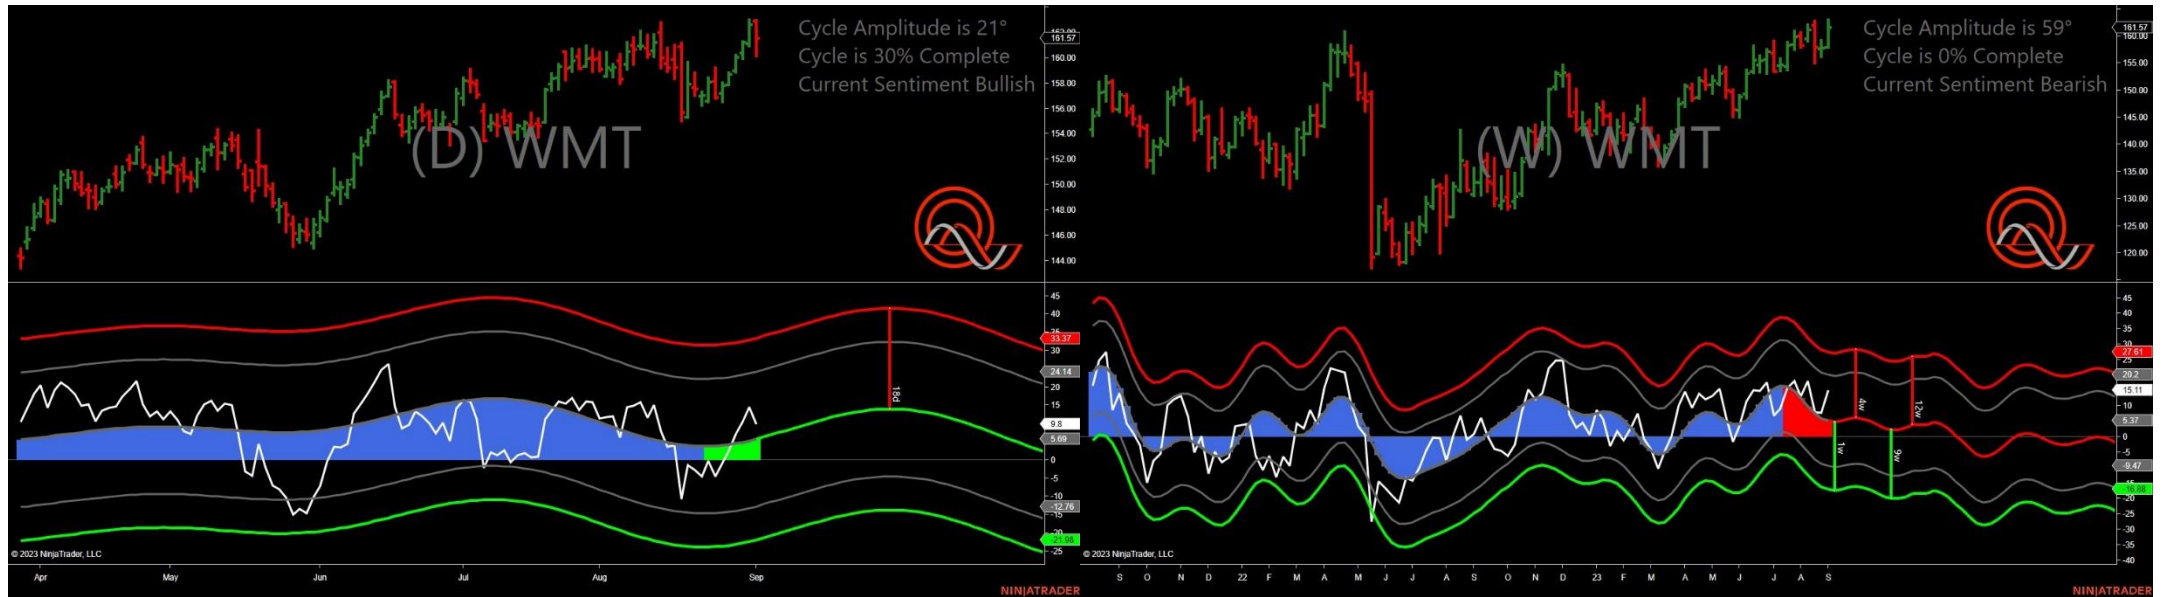 Cycle Amplitude is 21°
Cycle is 30% Complete
Current Sentiment Bullish
(D) WMT
161.57
160.00
158.00
156.00
154.00
152.00
150.00
148.00
146.00
144.00
45
40
33.37
30
24.14
20
15
9.8
5.69
0
-5
-10
-12.76
-15
-21.98
-25
18d
© 2023 NinjaTrader, LLC
Apr May Jun Jul Aug Sep
NINJATRADER
Cycle Amplitude is 59°
Cycle is 0% Complete
Current Sentiment Bearish
(W) WMT
161.57
160.00
155.00
150.00
145.00
140.00
135.00
130.00
125.00
120.00
45
40
35
30
27.61
25
20.2
15.11
10
5.37
0
-5
-9.47
-16.88
-20
-25
-30
-35
-40
4w
12w
1w
9w
© 2023 NinjaTrader, LLC
S O N D 22 F M A M J J A S O N D 23 F M A M J J A S
NINJATRADER